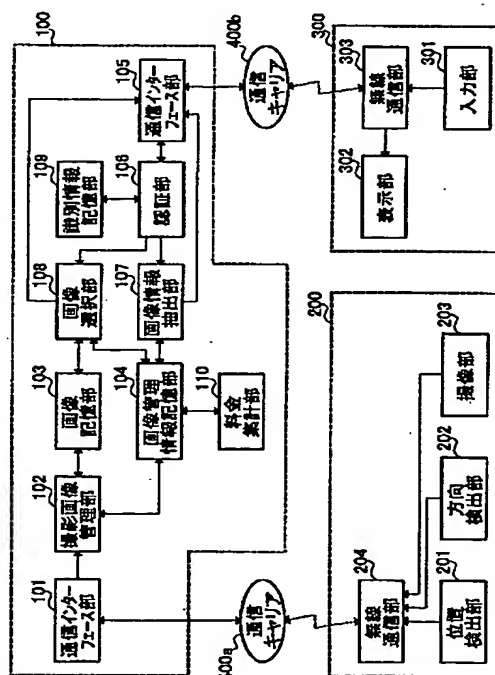 100
101
通信インター
フェース部
102
撮影画像
管理部
103
画像
記憶部
108
画像
選択部
109
識別情報
記憶部
105
通信インター
フェース部
106
認証部
107
画像情報
抽出部
104
画像管理
情報記憶部
110
料金
集計部
400a
通信
キャリア
400b
通信
キャリア
200
204
無線
通信部
201
位置
検出部
202
方向
検出部
203
撮像部
300
303
無線
通信部
302
表示部
301
入力部